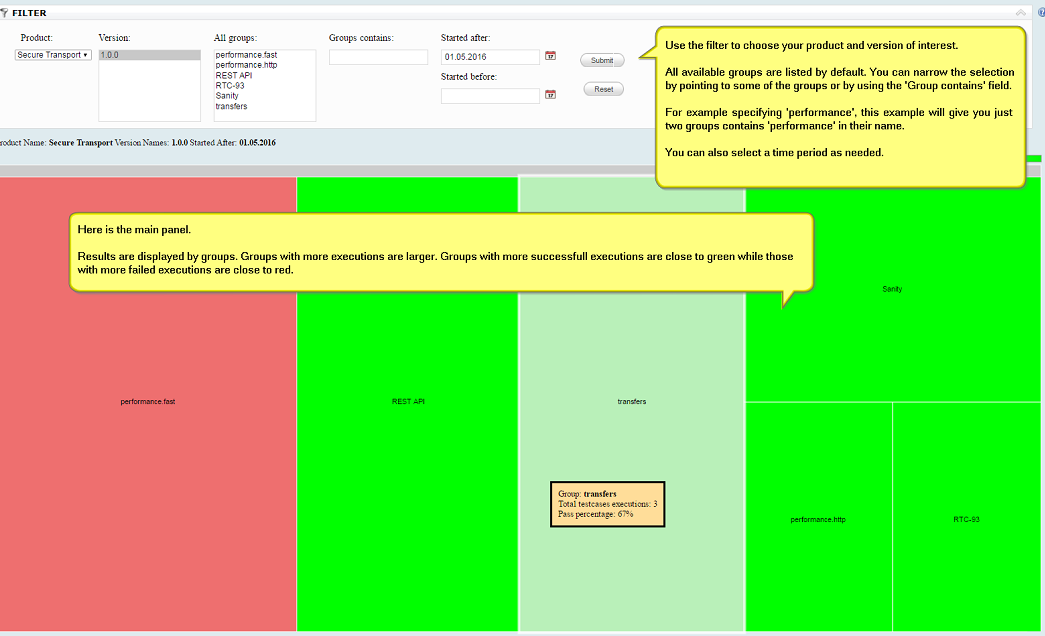 FILTER
Product:
Version:
All groups:
Groups contains:
Started after:
Secure Transport
1.0.0
performance.fast
performance.http
REST API
RTC-93
Sanity
transfers
01.05.2016
17
Submit
Started before:
17
Reset
Use the filter to choose your product and version of interest.
All available groups are listed by default. You can narrow the selection
by pointing to some of the groups or by using the 'Group contains' field.
For example specifying 'performance', this example will give you just
two groups contains 'performance' in their name.
You can also select a time period as needed.
roduct Name: Secure Transport Version Names: 1.0.0 Started After: 01.05.2016
Here is the main panel.
Results are displayed by groups. Groups with more executions are larger. Groups with more successfull executions are close to green while those
with more failed executions are close to red.
Sanity
performance.fast
REST API
transfers
Group: transfers
Total testcases executions: 3
Pass percentage: 67%
performance.http
RTC-93